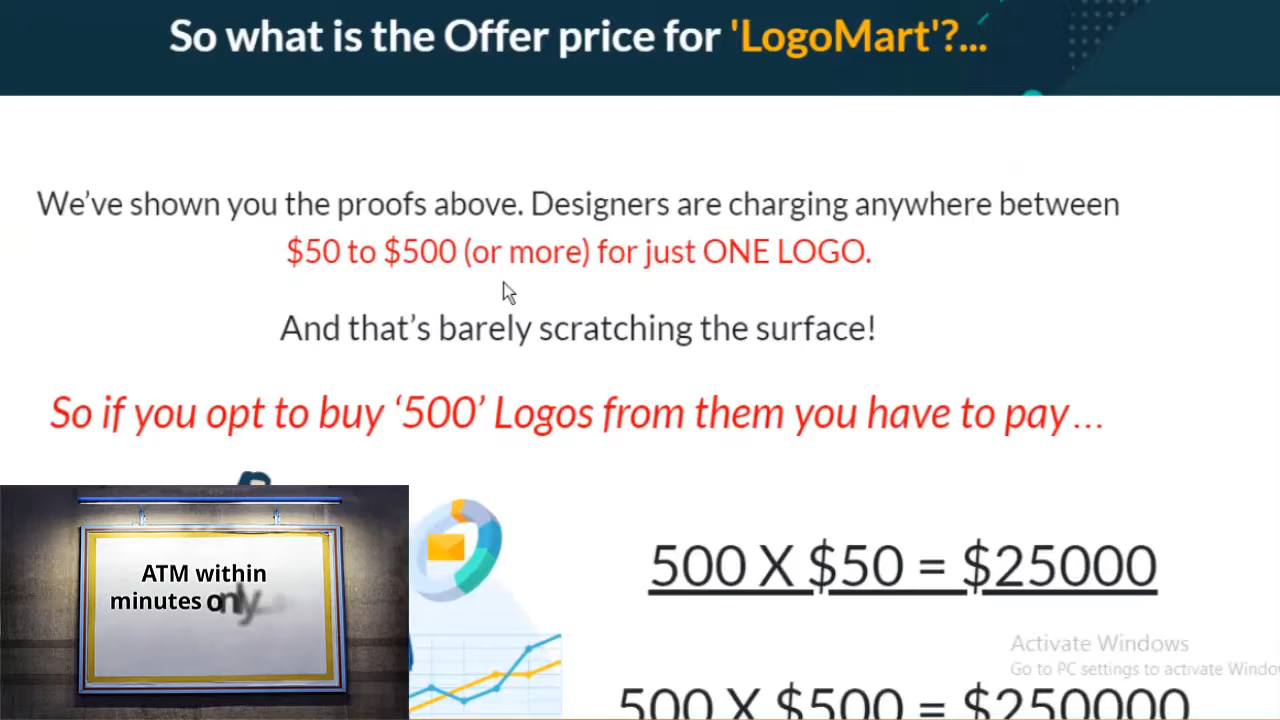 So what is the Offer price for 'LogoMart'?...
We've shown you the proofs above. Designers are charging anywhere between
$50 to $500 (or more) for just ONE LOGO.
And that's barely scratching the surface!
So if you opt to buy '500' Logos from them you have to pay...
ATM within
minutes only
500 X $50 = $25000
Activate Windows
Go to PC settings to activate Windo
500 X $500 = $250000